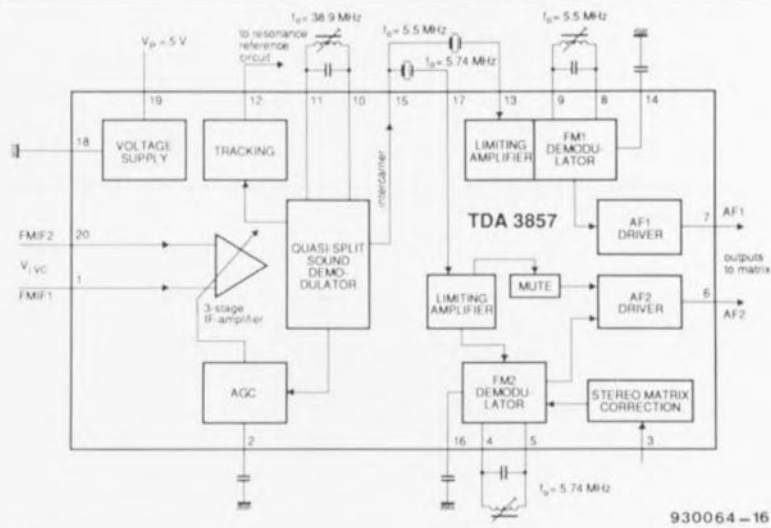 f₀ = 38.9 MHz
f₀ = 5.5 MHz
f₀ = 5.74 MHz
f₀ = 5.5 MHz
Vₚ = 5 V
to resonance
reference
circuit
19
12
11
10
15
17
13
9
8
14
18
VOLTAGE
SUPPLY
TRACKING
LIMITING
AMPLIFIER
FM1
DEMODU-
LATOR
intercarrier
TDA 3857
FMIF2
20
V I VC
FMIF1
1
3-stage
IF-amplifier
QUASI-SPLIT
SOUND
DEMO-
DULATOR
AF1
DRIVER
7
AF1
outputs
to matrix
LIMITING
AMPLIFIER
MUTE
AF2
DRIVER
6
AF2
AGC
FM2
DEMODU-
LATOR
STEREO MATRIX
CORRECTION
2
16
4
5
3
f₀ = 5.74 MHz
930064-16